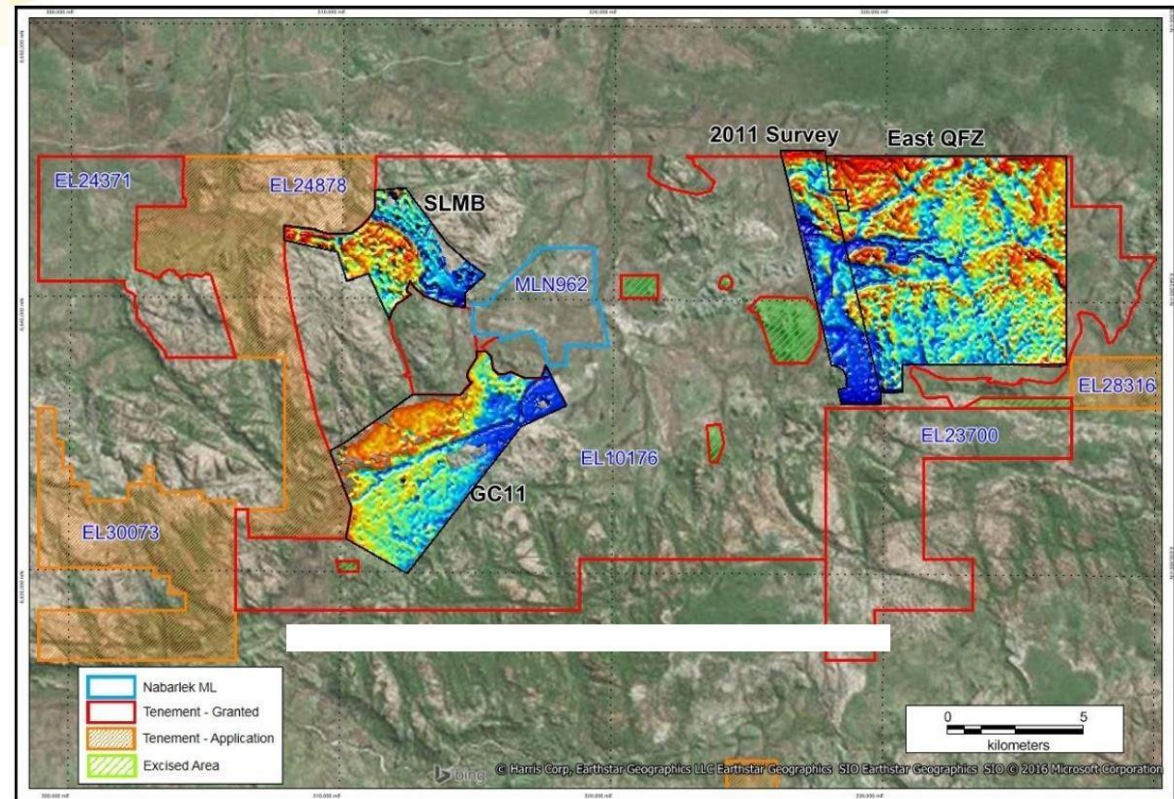 2011 Survey
East QFZ
EL24371
EL24878
SLMB
MLN962
EL28316
EL23700
EL10176
GC11
EL30073
Nabarlek ML
Tenement - Granted
Tenement - Application
Excised Area
0 5
kilometers
bing
© Harris Corp, Earthstar Geographics LLC Earthstar Geographics SIO Earthstar Geographics SIO © 2016 Microsoft Corporation